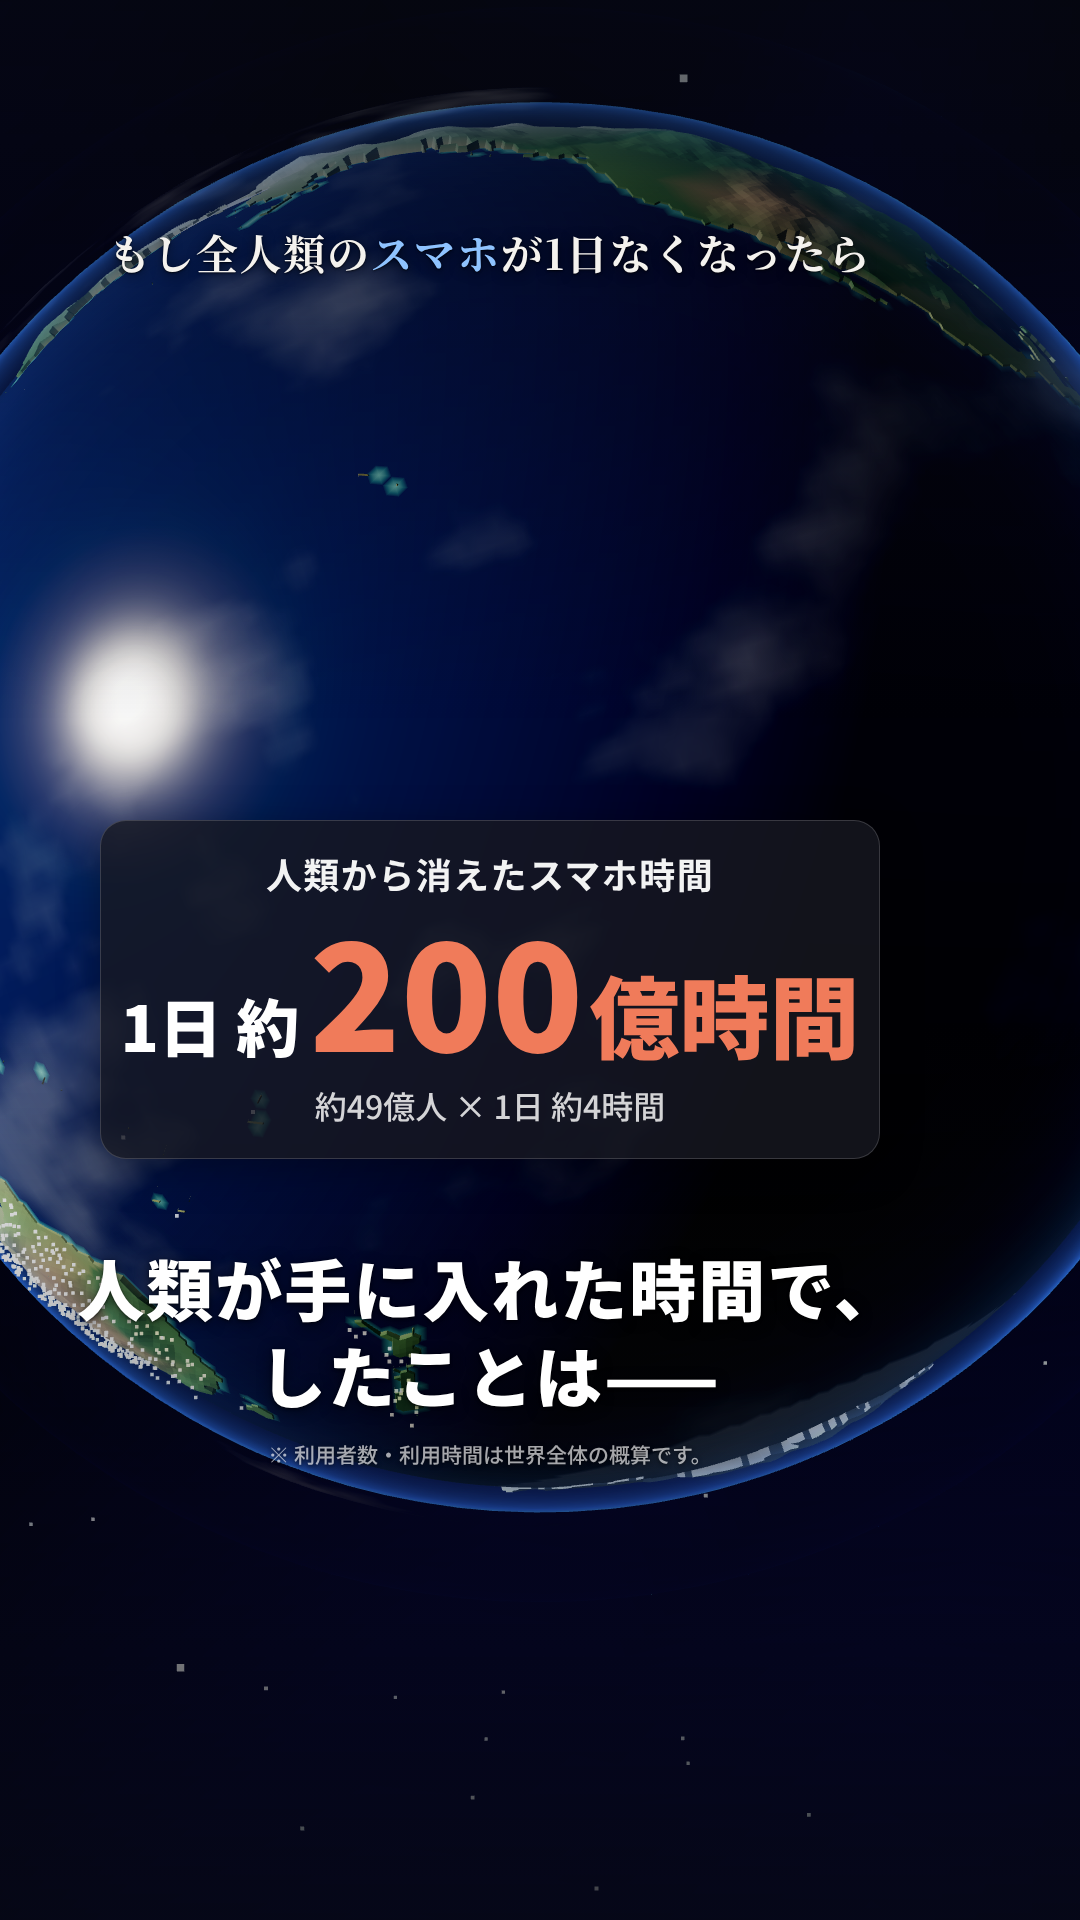 もし全人類のスマホが1日なくなったら
人類から消えたスマホ時間
1日 約200億時間
約49億人 × 1日 約4時間
人類が手に入れた時間で、
したことは——
※ 利用者数・利用時間は世界全体の概算です。